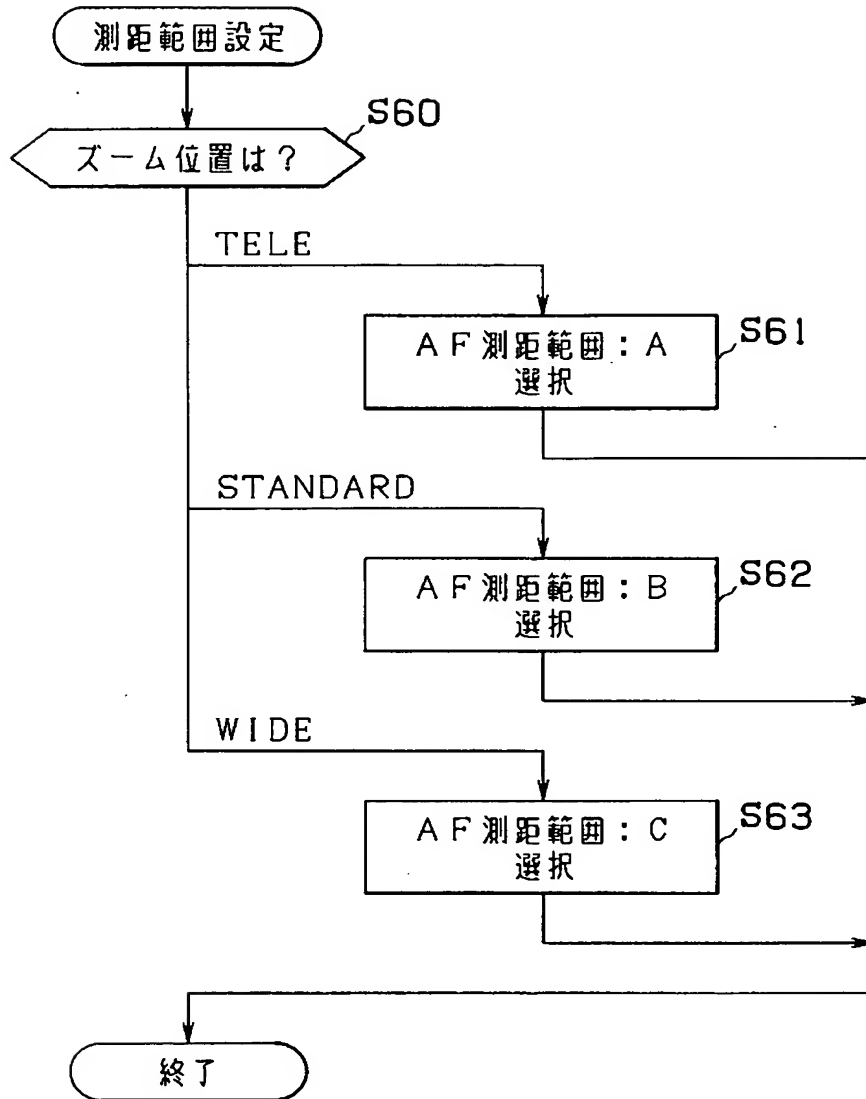 測距範囲設定
S60
ズーム位置は？
TELE
AF測距範囲：A
選択
S61
STANDARD
AF測距範囲：B
選択
S62
WIDE
AF測距範囲：C
選択
S63
終了